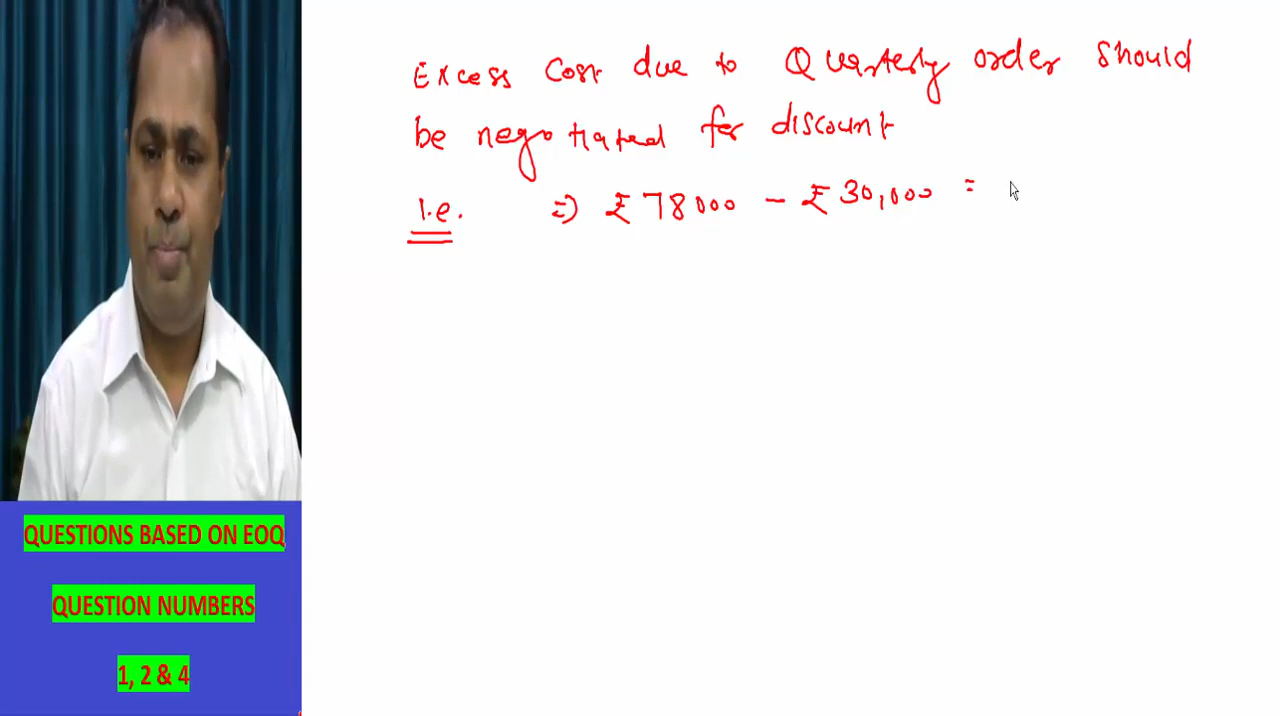 Excess Cost due to Quarterly order should
be negotiated for discount
i.e. => ₹ 78000 - ₹ 30,000 =
QUESTIONS BASED ON EOQ
QUESTION NUMBERS
1, 2 & 4